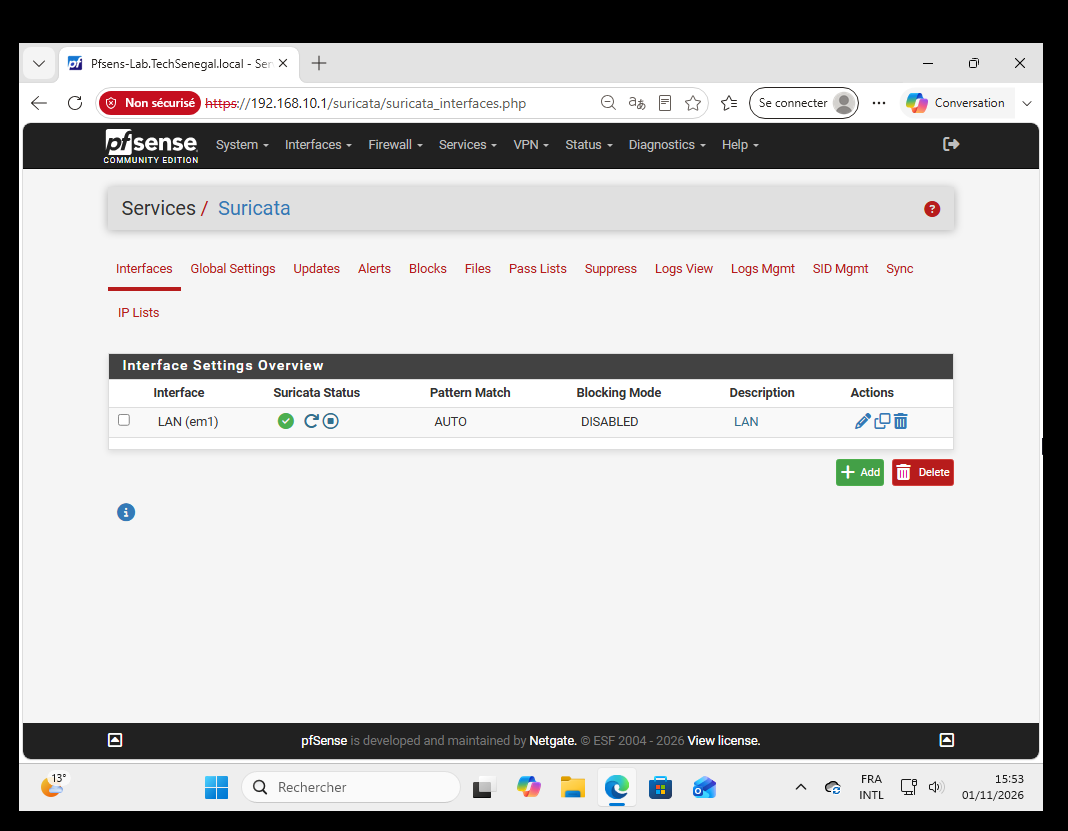 Pfsens-Lab.TechSenegal.local - Ser
Non sécurisé https://192.168.10.1/suricata/suricata_interfaces.php Se connecter Conversation
pfsense COMMUNITY EDITION System Interfaces Firewall Services VPN Status Diagnostics Help
Services / Suricata
Interfaces Global Settings Updates Alerts Blocks Files Pass Lists Suppress Logs View Logs Mgmt SID Mgmt Sync
IP Lists
Interface Settings Overview
Interface Suricata Status Pattern Match Blocking Mode Description Actions
LAN (em1) AUTO DISABLED LAN
Add Delete
pfSense is developed and maintained by Netgate. © ESF 2004 - 2026 View license.
13°
Rechercher
FRA
INTL
15:53
01/11/2026